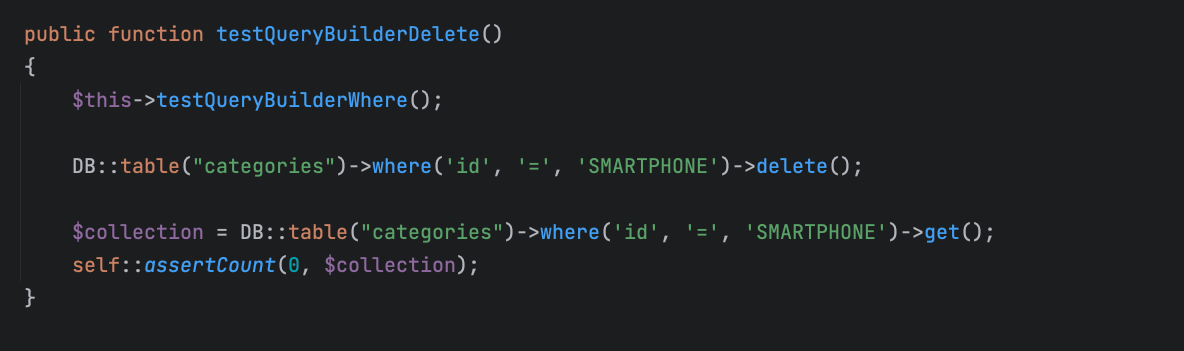 public function testQueryBuilderDelete()
{
    $this->testQueryBuilderWhere();

    DB::table("categories")->where('id', '=', 'SMARTPHONE')->delete();

    $collection = DB::table("categories")->where('id', '=', 'SMARTPHONE')->get();
    self::assertCount(0, $collection);
}